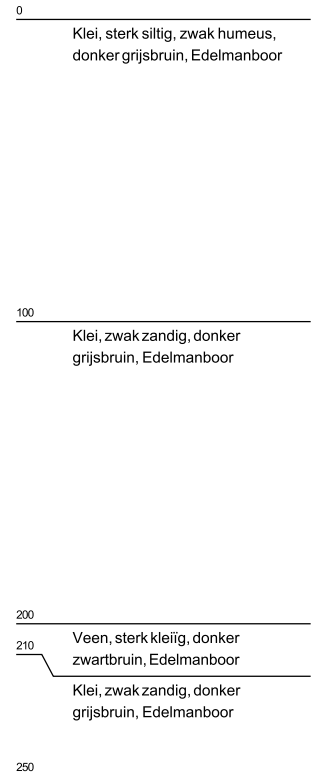 0
Klei, sterk siltig, zwak humeus,
donker grijsbruin, Edelmanboor
100
Klei, zwak zandig, donker
grijsbruin, Edelmanboor
200
Veen, sterk kleiïg, donker
210
zwartbruin, Edelmanboor
Klei, zwak zandig, donker
grijsbruin, Edelmanboor
250